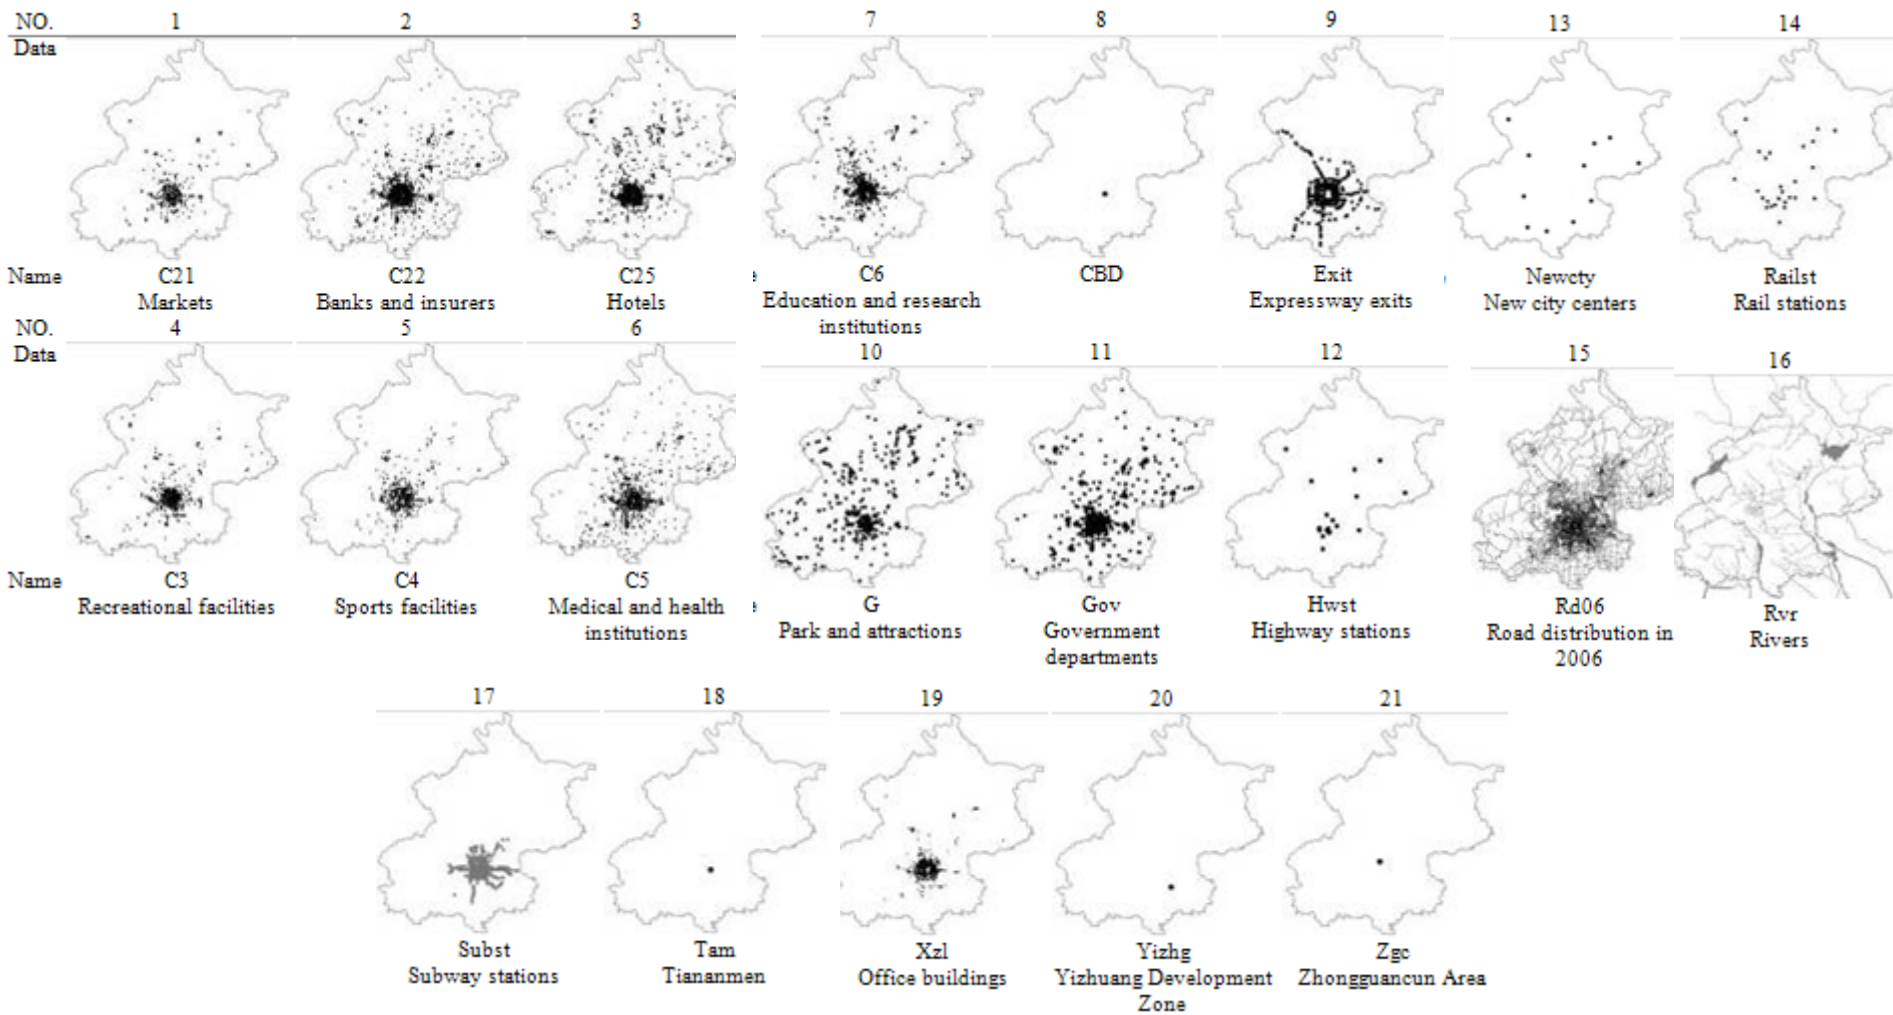 NO. 1 2 3 7 8 9 13 14
Data
Name C21 C22 C25 e C6 CBD Exit Newcty Railst
Markets Banks and insurers Hotels Education and research Expressway exits New city centers Rail stations
institutions
NO. 4 5 6
Data 10 11 12 15 16
Name C3 C4 C5 e G Gov Hwst Rd06 Rvr
Recreational facilities Sports facilities Medical and health Park and attractions Government Highway stations Road distribution in Rivers
institutions departments 2006
17 18 19 20 21
Subst Tam Xzl Yizhg Zgc
Subway stations Tiananmen Office buildings Yizhuang Development Zhongguancun Area
Zone